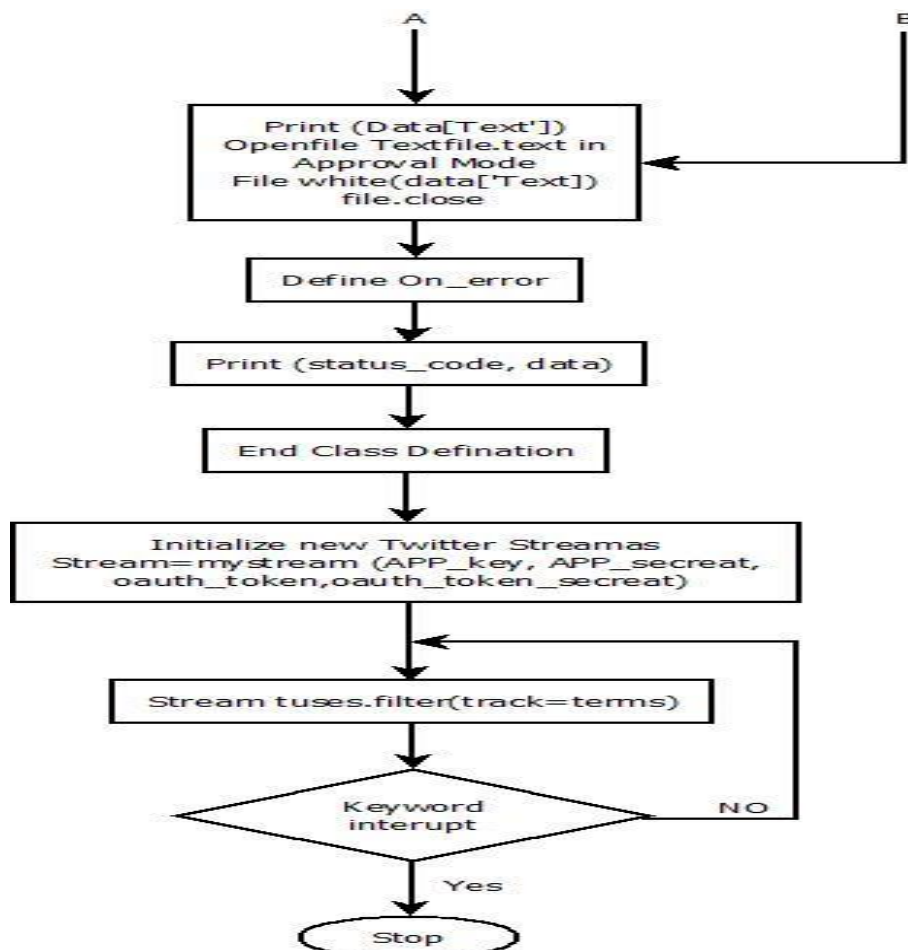 A
B
Print (Data[Text'])
Openfile Textfile.text in
Approval Mode
File white(data['Text])
file.close
Define On_error
Print (status_code, data)
End Class Defination
Initialize new Twitter Streamas
Stream=mystream (APP_key, APP_secreat,
oauth_token,oauth_token_secreat)
Stream tuses.filter(track=terms)
Keyword
interupt
NO
Yes
Stop